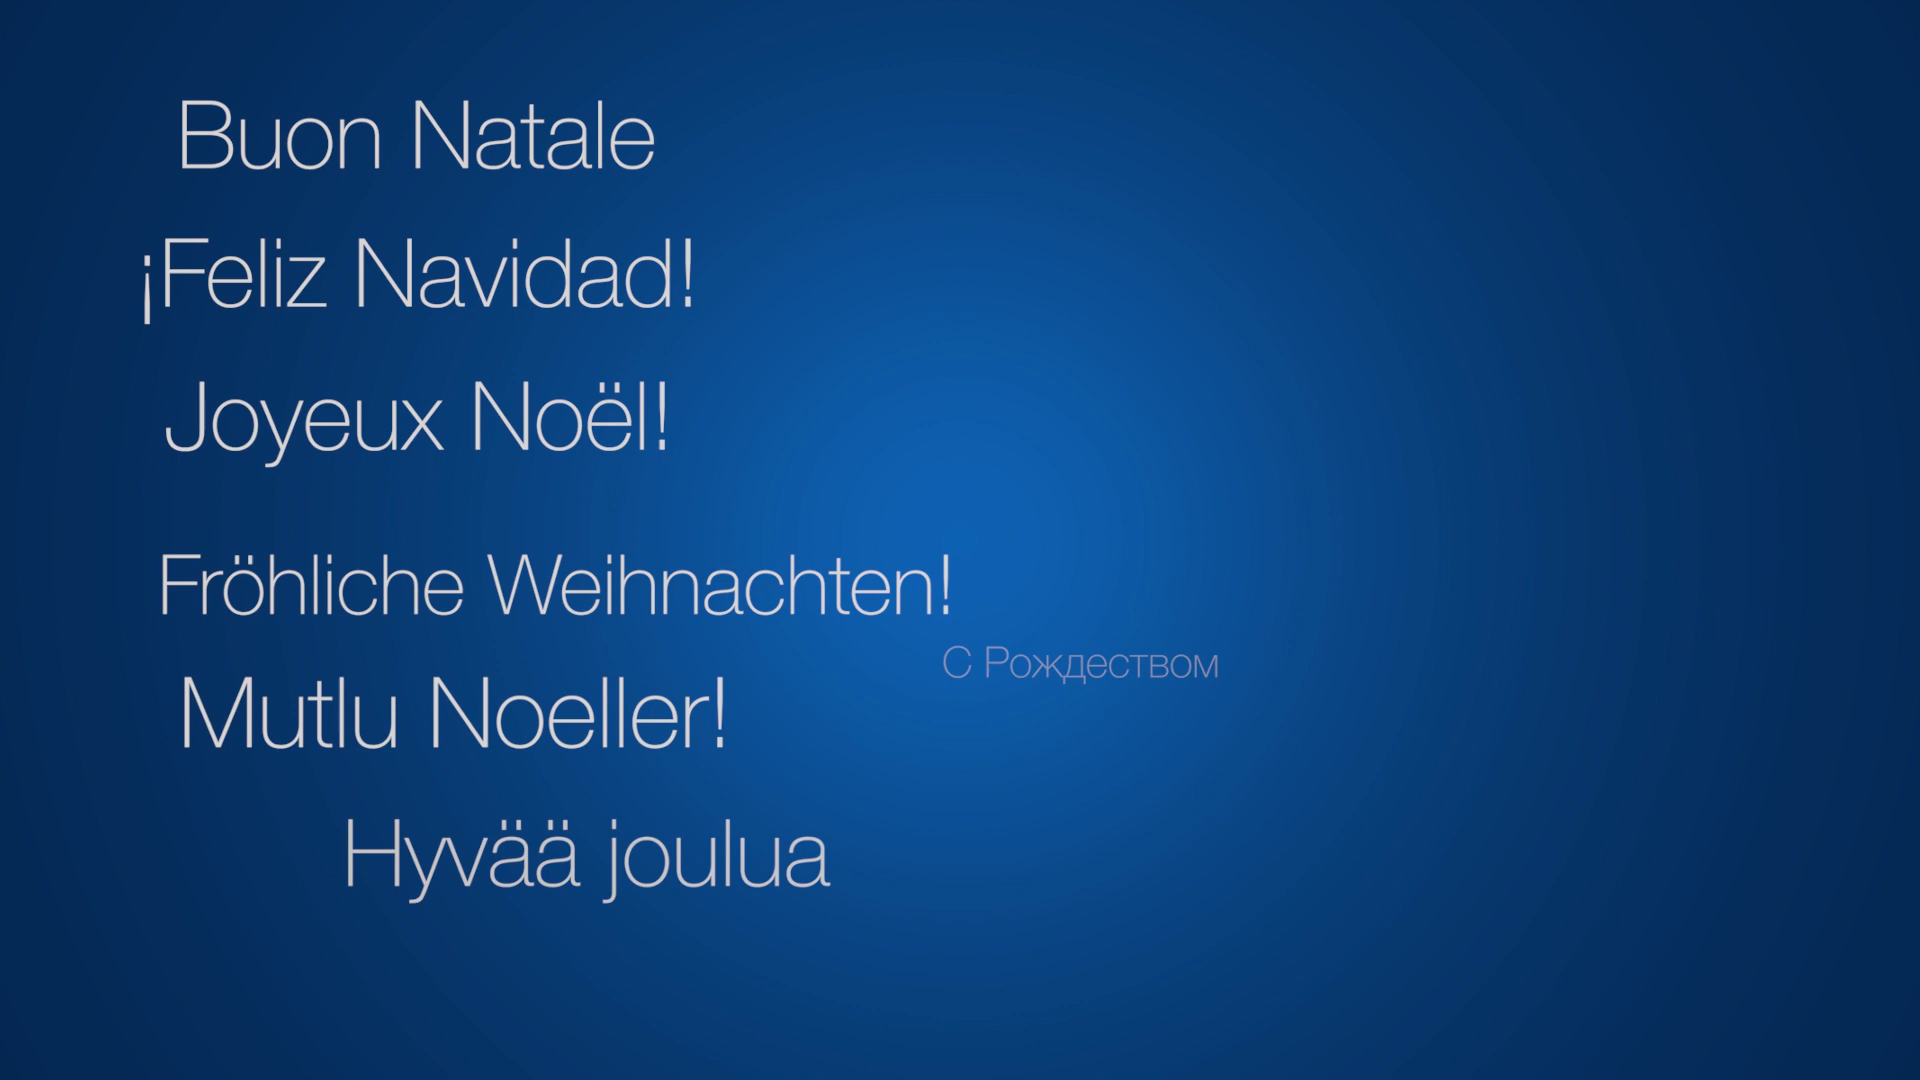 Buon Natale
¡Feliz Navidad!
Joyeux Noël!
Fröhliche Weihnachten!
С Рождеством
Mutlu Noeller!
Hyvää joulua